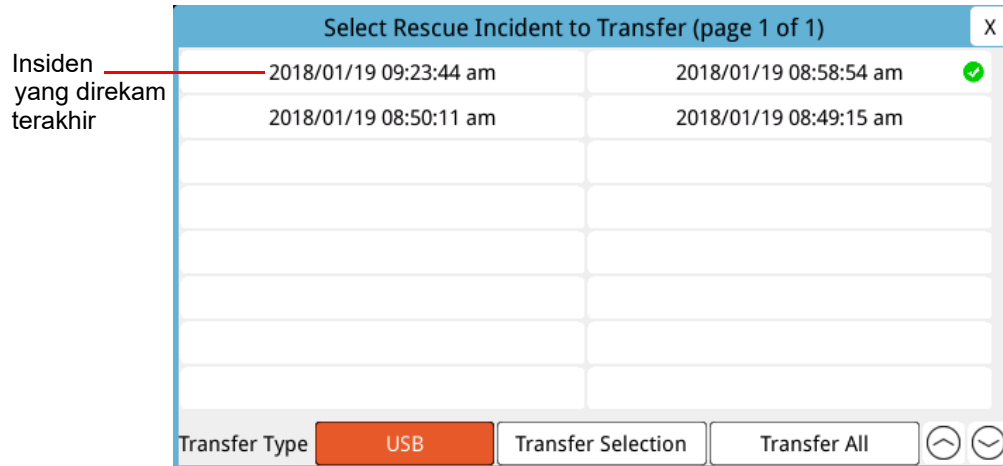 Select Rescue Incident to Transfer (page 1 of 1)
X
Insiden
yang direkam
terakhir
2018/01/19 09:23:44 am
2018/01/19 08:58:54 am
2018/01/19 08:50:11 am
2018/01/19 08:49:15 am
Transfer Type
USB
Transfer Selection
Transfer All